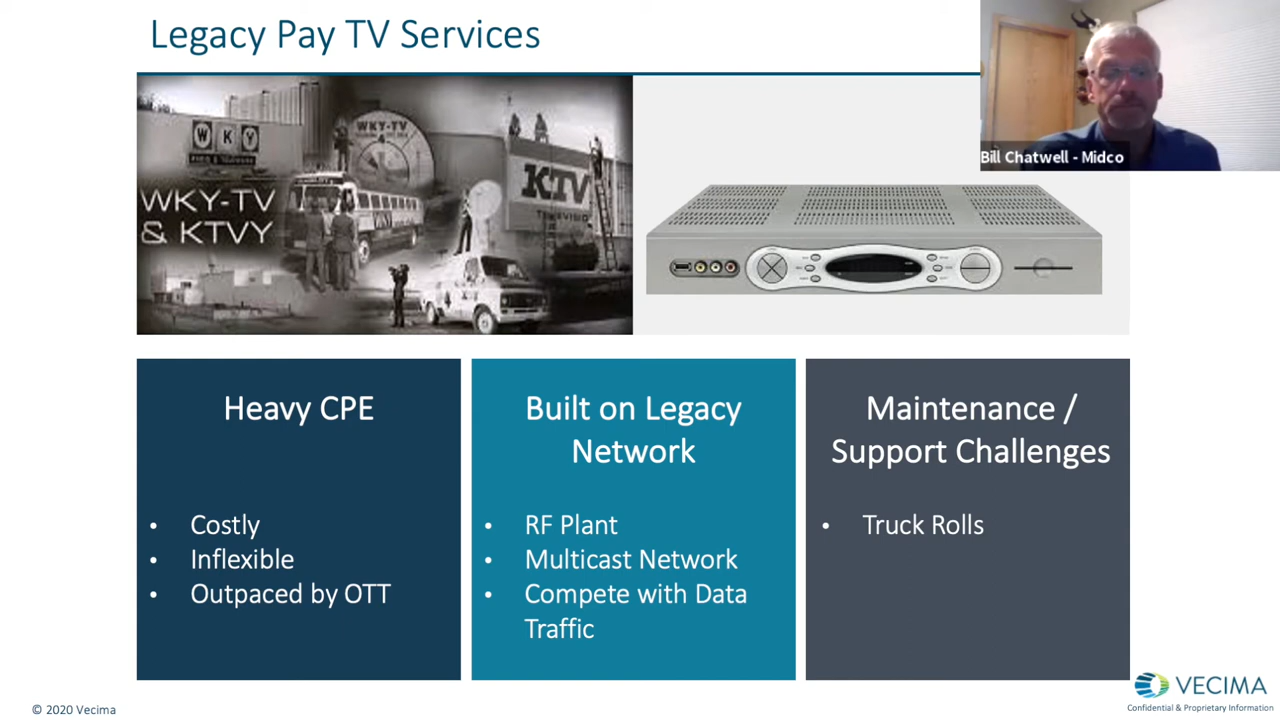 Legacy Pay TV Services
WKY-TV
WKY
KTV
WKY-TV
& KTVY
Bill Chatwell - Midco
Heavy CPE
• Costly
• Inflexible
• Outpaced by OTT
Built on Legacy
Network
• RF Plant
• Multicast Network
• Compete with Data
Traffic
Maintenance /
Support Challenges
• Truck Rolls
VECIMA
Confidential & Proprietary Information
© 2020 Vecima